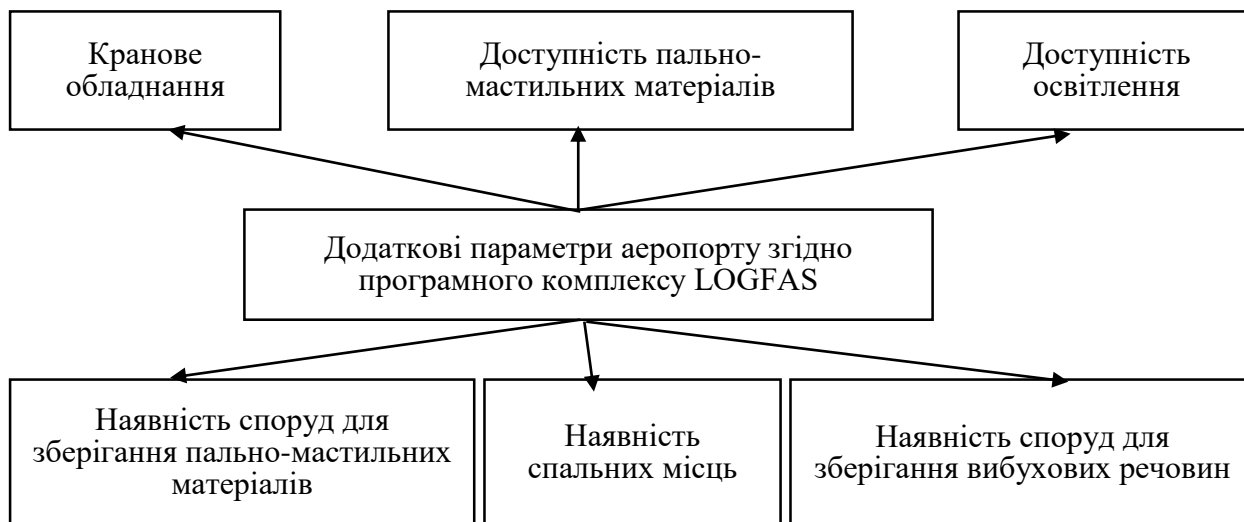 Кранове
обладнання
Доступність пально-
мастильних матеріалів
Доступність
освітлення
Додаткові параметри аеропорту згідно
програмного комплексу LOGFAS
Наявність споруд для
зберігання пально-мастильних
матеріалів
Наявність
спальних місць
Наявність споруд для
зберігання вибухових речовин